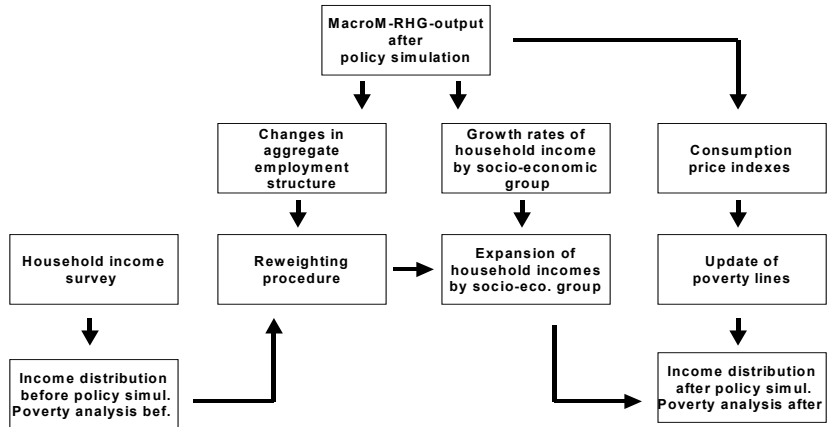 MacroM-RHG-output
after
policy simulation
Changes in
aggregate
employment
structure
Growth rates of
household income
by socio-economic
group
Consumption
price indexes
Household income
survey
Reweighting
procedure
Expansion of
household incomes
by socio-eco. group
Update of
poverty lines
Income distribution
before policy simul.
Poverty analysis bef.
Income distribution
after policy simul.
Poverty analysis after